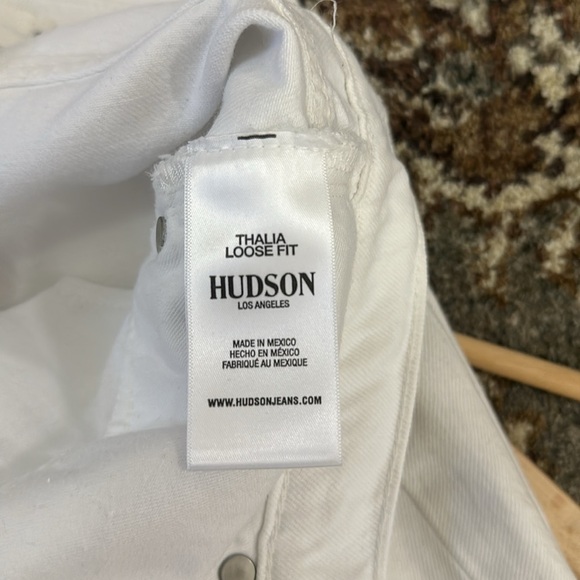 THALIA
LOOSE FIT
HUDSON
LOS ANGELES
MADE IN MEXICO
HECHO EN MÉXICO
FABRIQUÉ AU MEXIQUE
WWW.HUDSONJEANS.COM